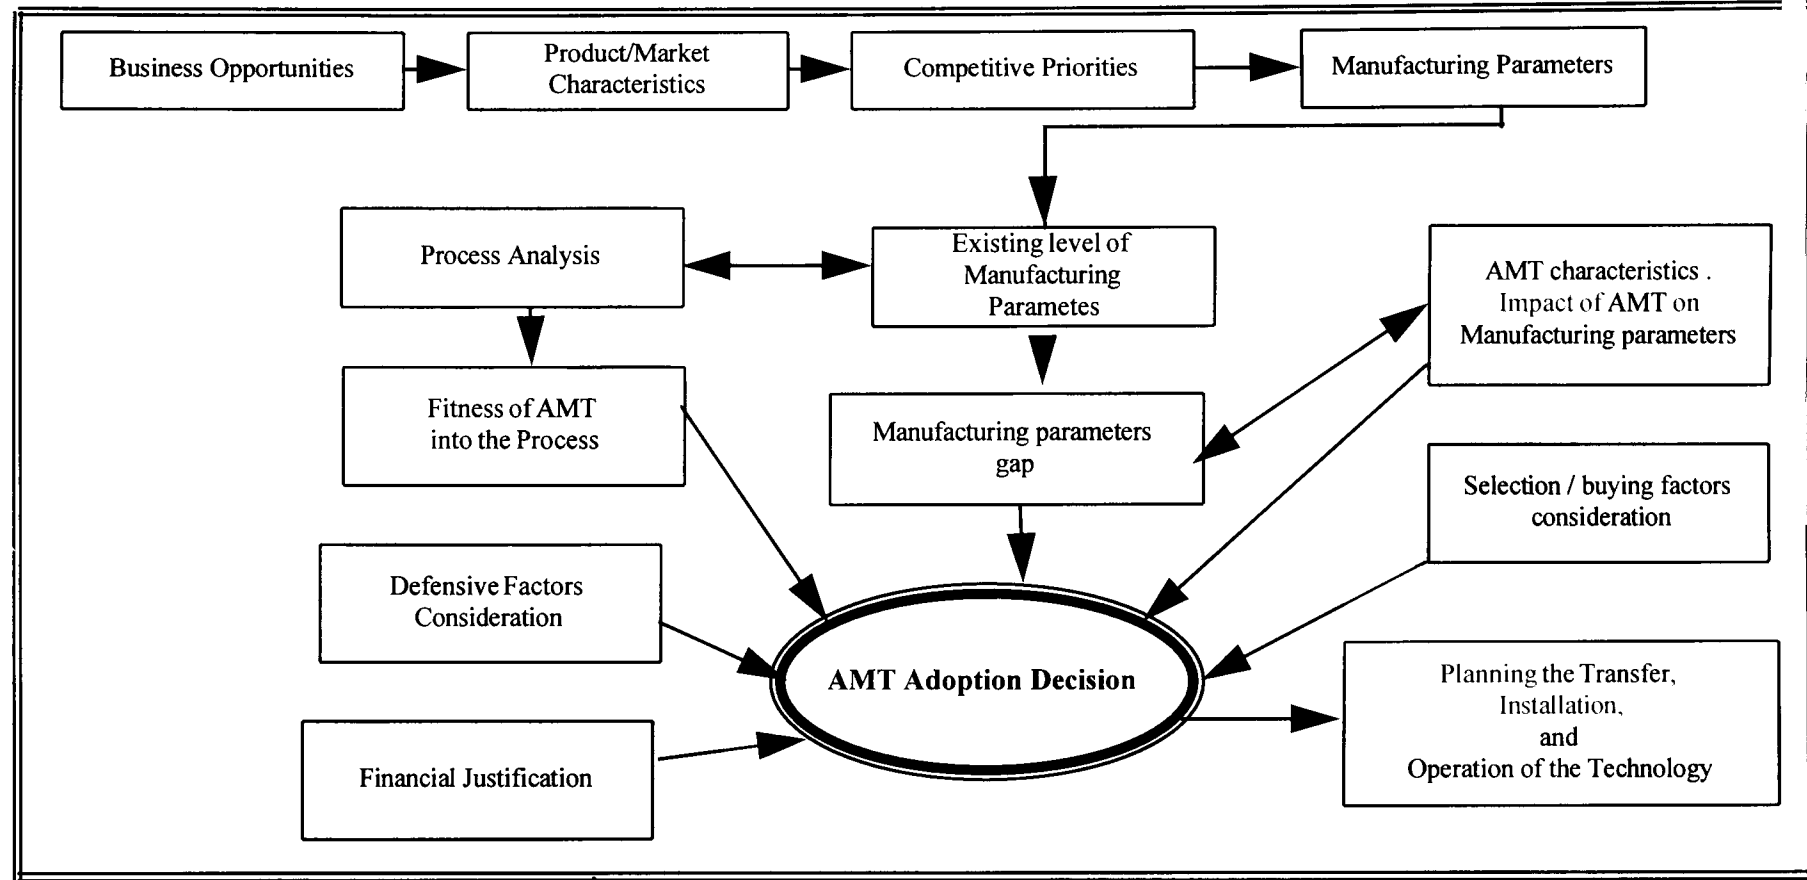 Business Opportunities
Product/Market
Characteristics
Competitive Priorities
Manufacturing Parameters
Process Analysis
Existing level of
Manufacturing
Parametes
AMT characteristics .
Impact of AMT on
Manufacturing parameters
Fitness of AMT
into the Process
Manufacturing parameters
gap
Selection / buying factors
consideration
Defensive Factors
Consideration
AMT Adoption Decision
Planning the Transfer,
Installation,
and
Operation of the Technology
Financial Justification